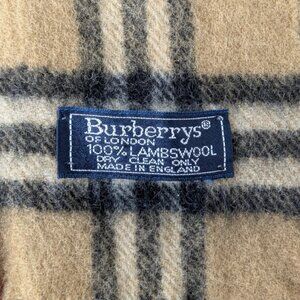 Burberrys®
OF LONDON
100% LAMBSWOOL
DRY CLEAN ONLY
MADE IN ENGLAND